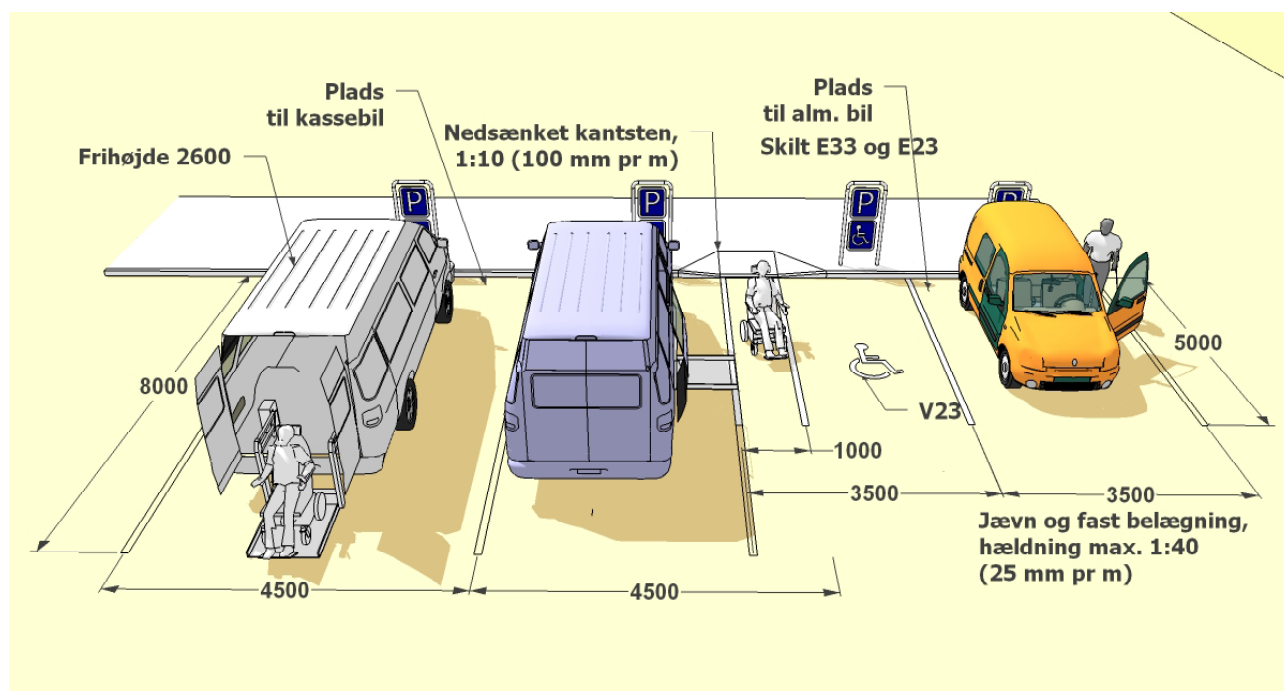 Plads
til kassebil
Plads
til alm. bil
Skilt E33 og E23
Nedsænket kantsten,
1:10 (100 mm pr m)
Frihøjde 2600
P
P
P
P
8000
5000
V23
1000
3500
3500
Jævn og fast belægning,
hældning max. 1:40
(25 mm pr m)
4500
4500